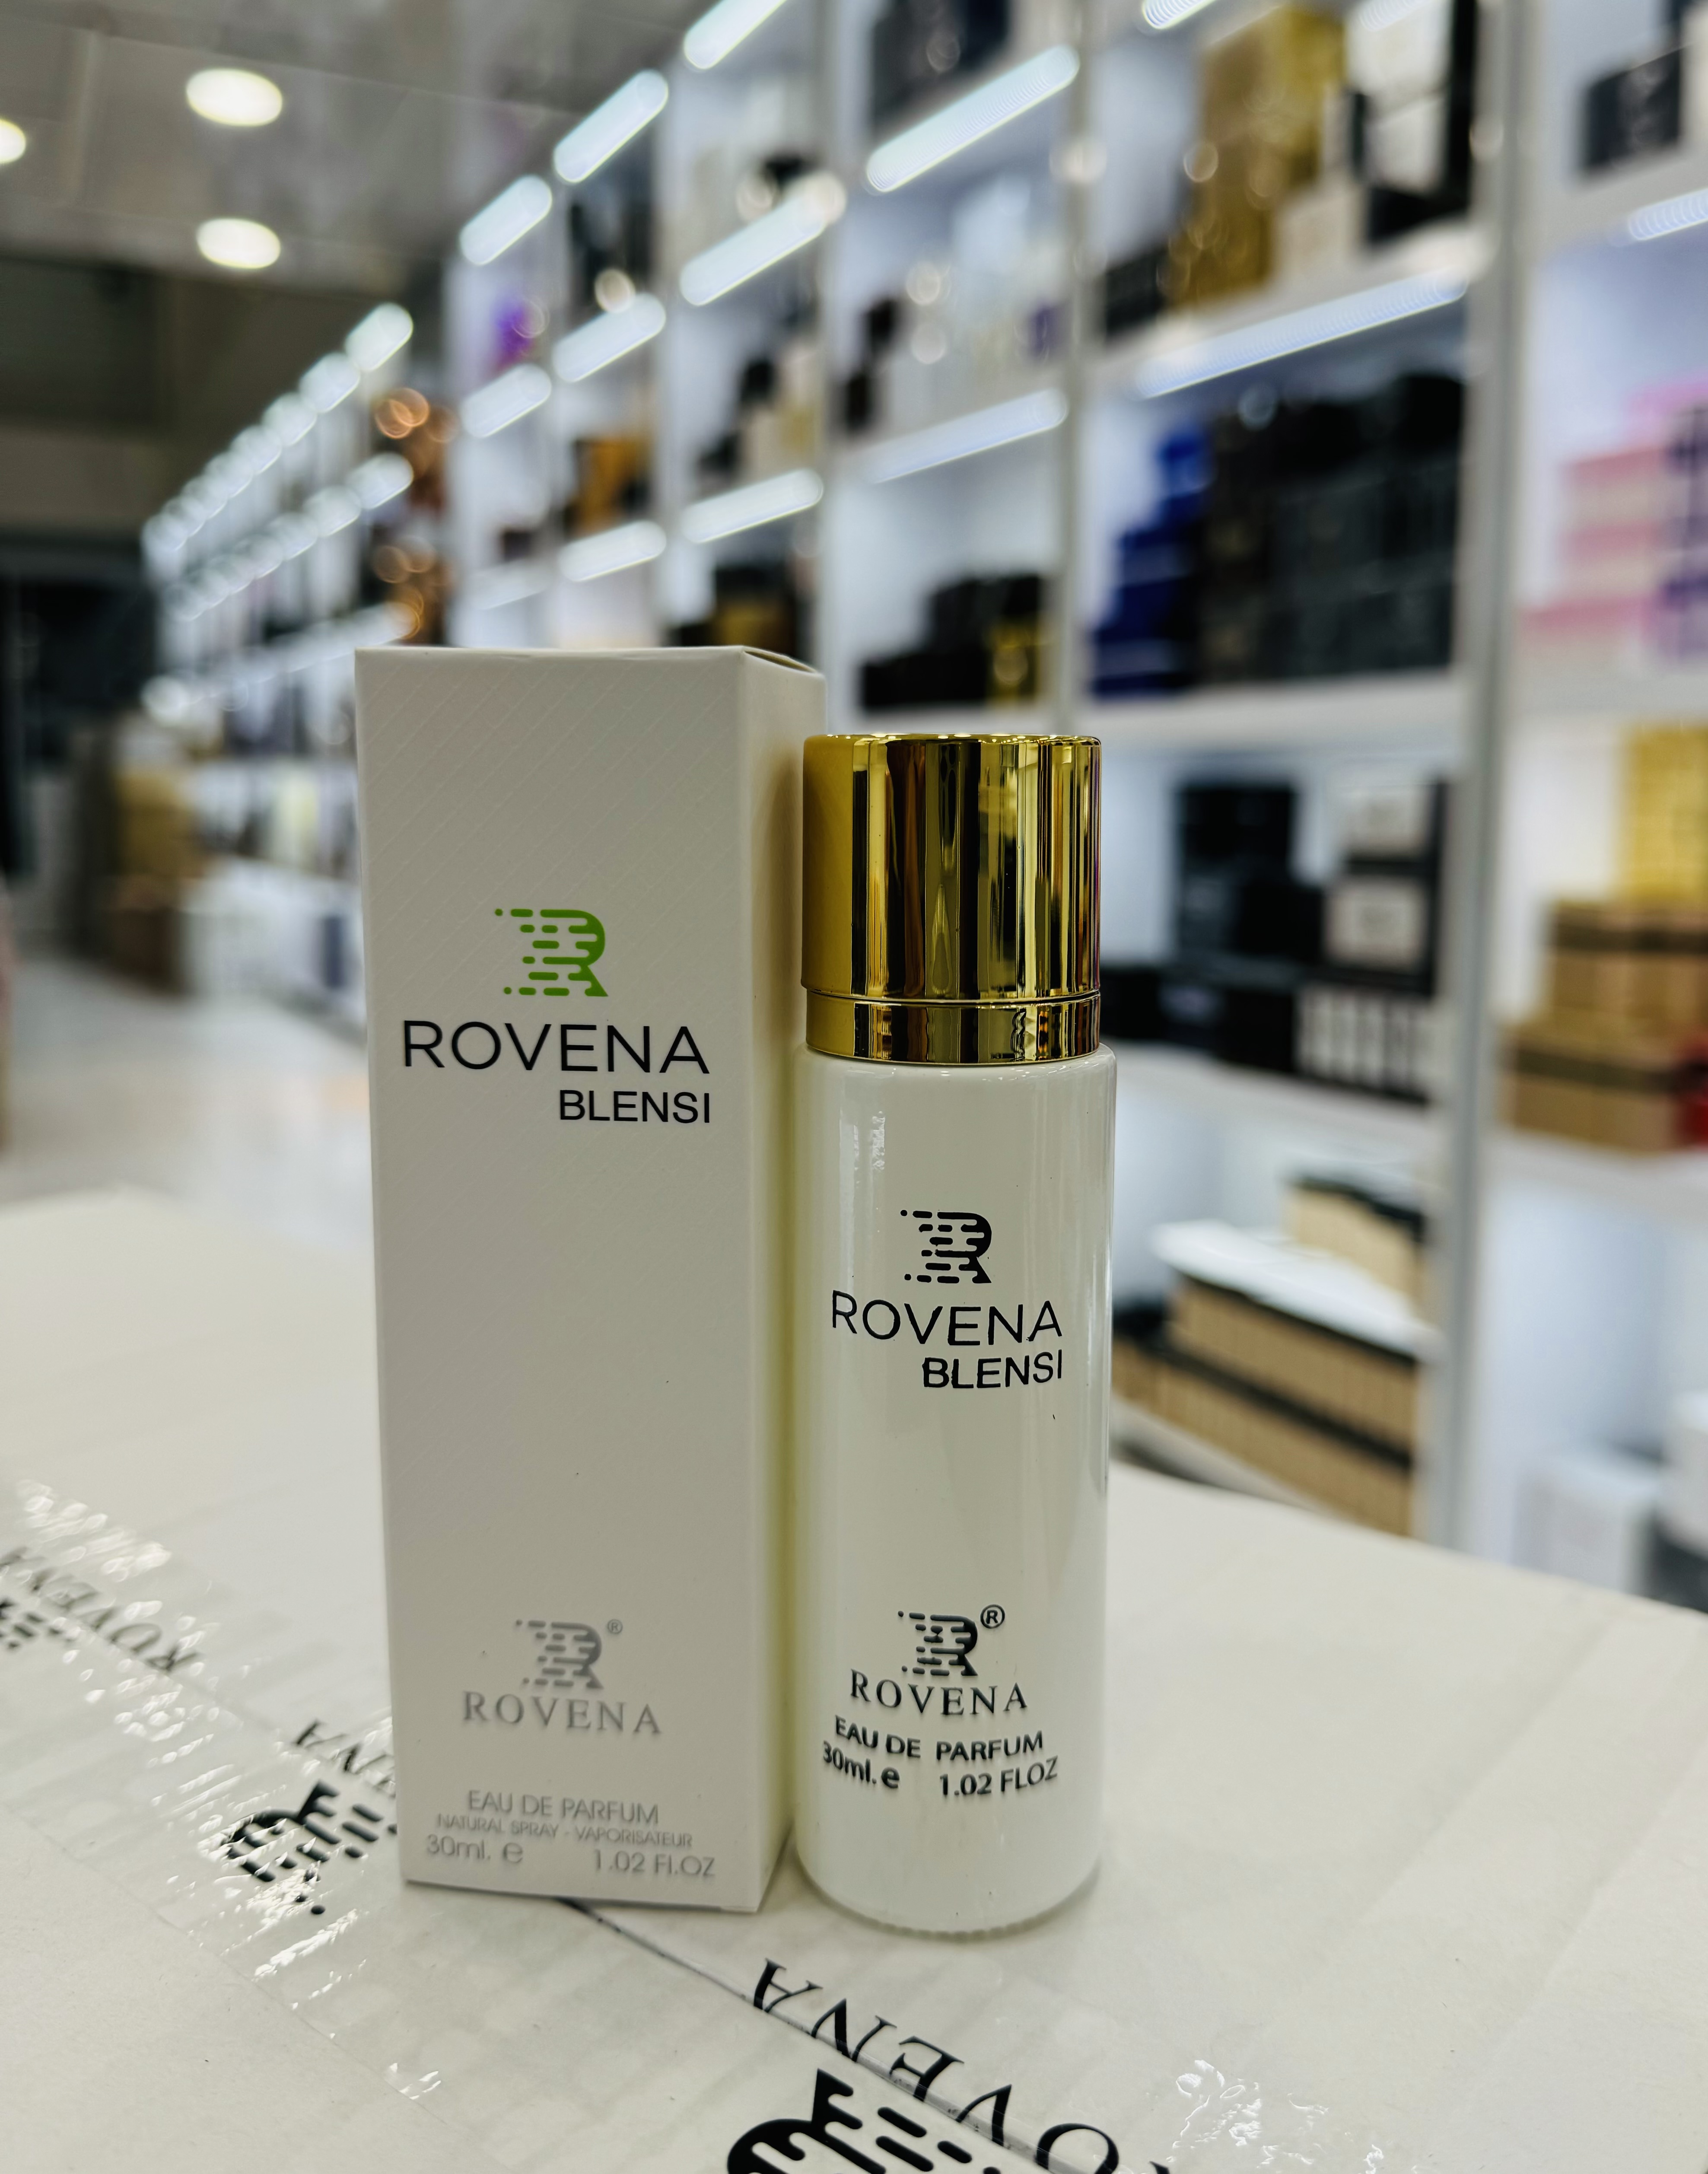 ROVENA
BLENSI
®
ROVENA
EAU DE PARFUM
NATURAL SPRAY - VAPORISATEUR
30ml. e 1.02 Fl.OZ
ROVENA
BLENSI
®
ROVENA
EAU DE PARFUM
30ml. e 1.02 FLOZ
ROVENA
ROVENA